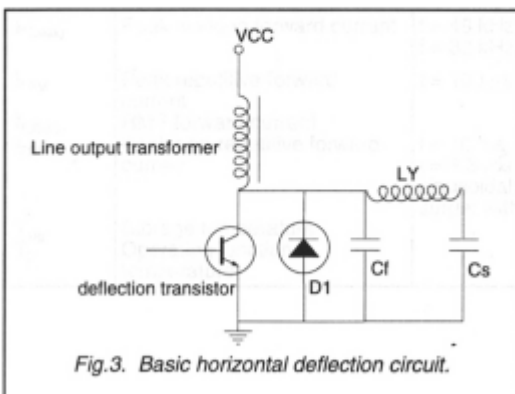 VCC
Line output transformer
LY
deflection transistor
D1
Cf
Cs
Fig.3. Basic horizontal deflection circuit.